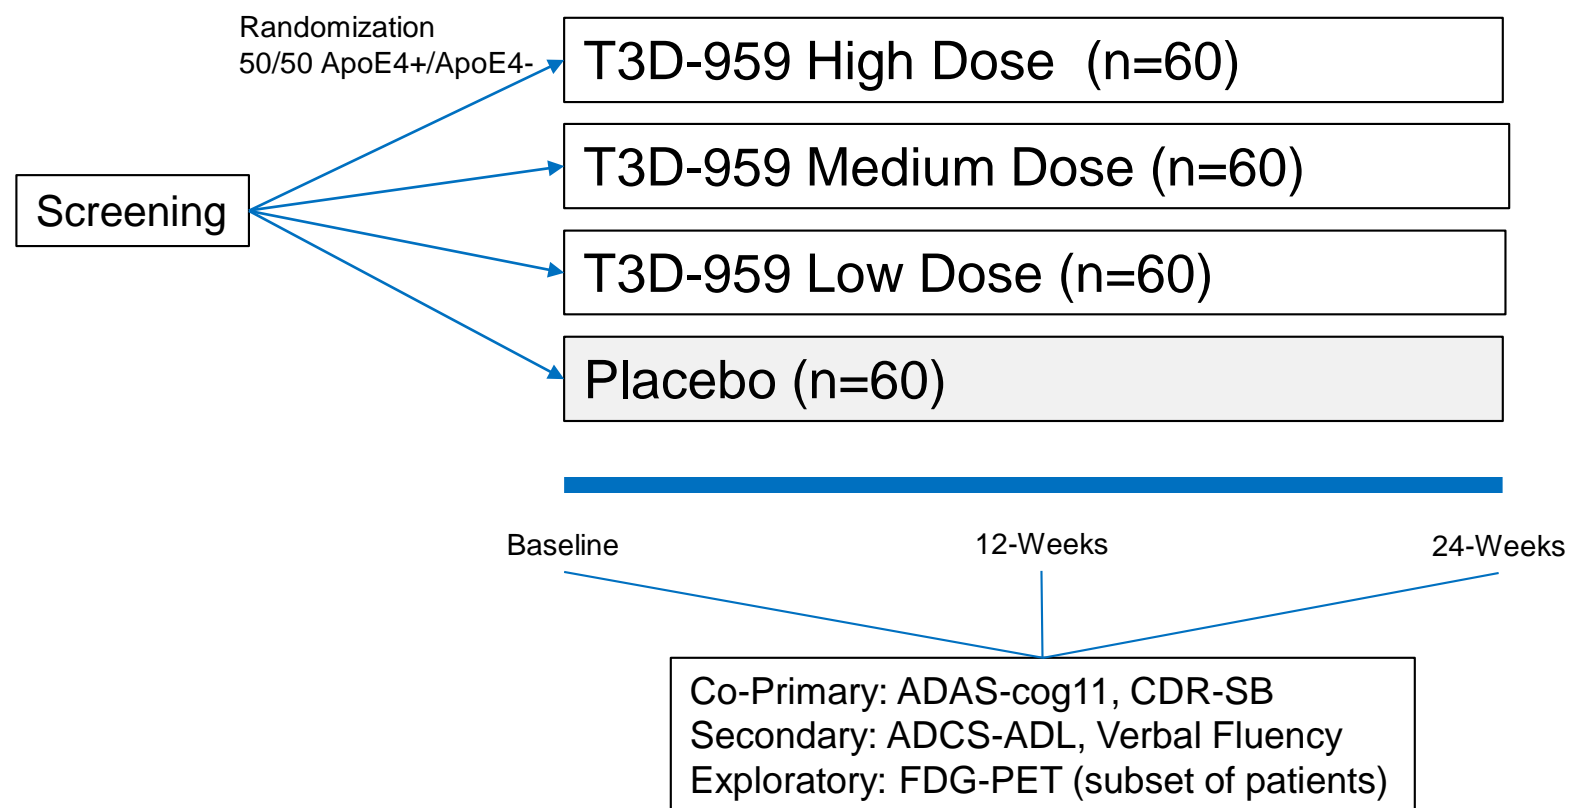 Randomization
50/50 ApoE4+/ApoE4-
T3D-959 High Dose  (n=60)
T3D-959 Medium Dose (n=60)
Screening
T3D-959 Low Dose (n=60)
Placebo (n=60)
Baseline
12-Weeks
24-Weeks
Co-Primary: ADAS-cog11, CDR-SB
Secondary: ADCS-ADL, Verbal Fluency
Exploratory: FDG-PET (subset of patients)